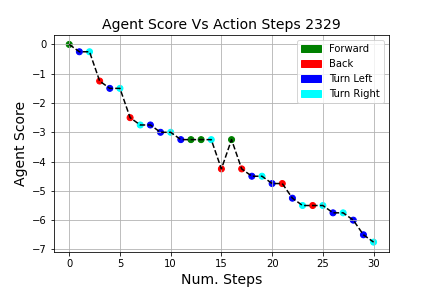 Agent Score Vs Action Steps 2329
Forward
Back
Turn Left
Turn Right
Agent Score
0
−1
−2
−3
−4
−5
−6
−7
0 5 10 15 20 25 30
Num. Steps